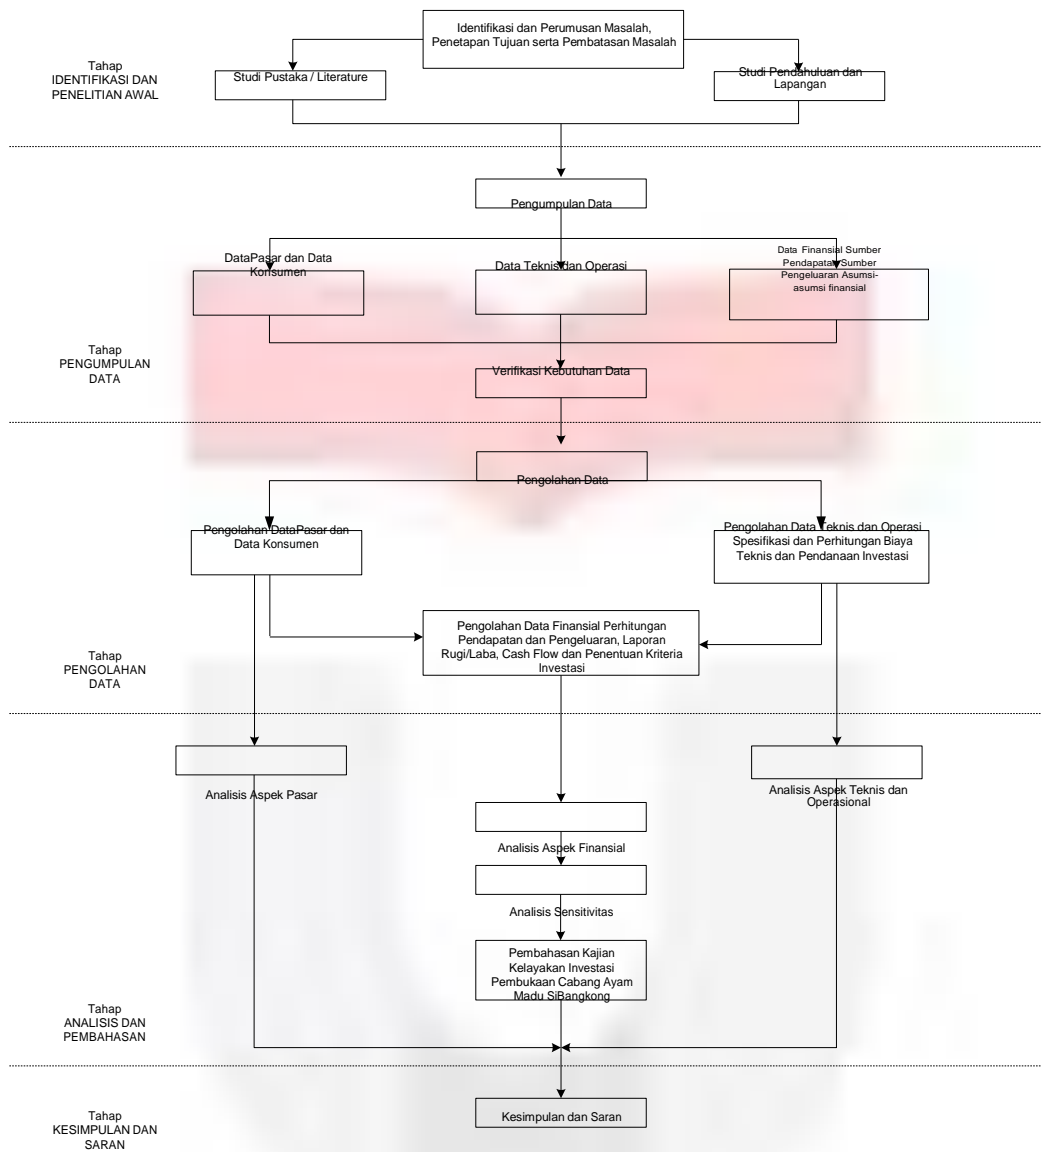 Identifikasi dan Perumusan Masalah,
Penetapan Tujuan serta Pembatasan Masalah
Tahap
IDENTIFIKASI DAN
PENELITIAN AWAL
Studi Pustaka / Literature
Studi Pendahuluan dan
Lapangan
Pengumpulan Data
DataPasar dan Data
Konsumen
Data Teknis dan Operasi
Data Finansial Sumber
Pendapatan Sumber
Pengeluaran Asumsi-
asumsi finansial
Tahap
PENGUMPULAN
DATA
Verifikasi Kebutuhan Data
Pengolahan Data
Pengolahan DataPasar dan
Data Konsumen
Pengolahan Data Teknis dan Operasi
Spesifikasi dan Perhitungan Biaya
Teknis dan Pendanaan Investasi
Pengolahan Data Finansial Perhitungan
Pendapatan dan Pengeluaran, Laporan
Rugi/Laba, Cash Flow dan Penentuan Kriteria
Investasi
Tahap
PENGOLAHAN
DATA
Analisis Aspek Pasar
Analisis Aspek Teknis dan
Operasional
Analisis Aspek Finansial
Analisis Sensitivitas
Pembahasan Kajian
Kelayakan Investasi
Pembukaan Cabang Ayam
Madu SiBangkong
Tahap
ANALISIS DAN
PEMBAHASAN
Kesimpulan dan Saran
Tahap
KESIMPULAN DAN
SARAN